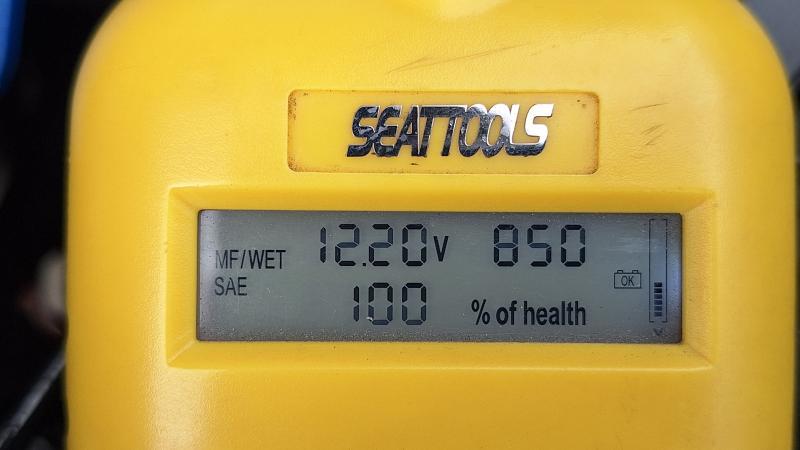 SEATTOOLS
MF/WET 12.20V 850
SAE 100 % of health
OK